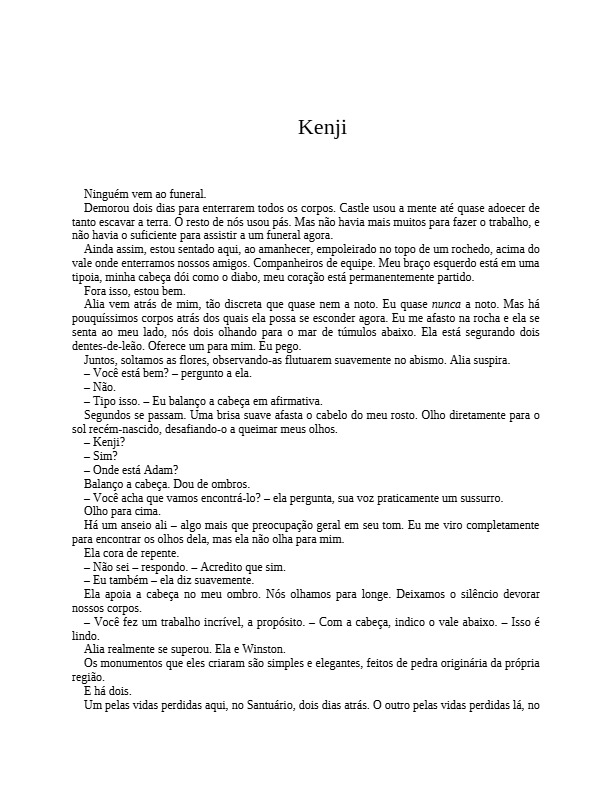 Kenji
Ninguém vem ao funeral.
Demorou dois dias para enterrarem todos os corpos. Castle usou a mente até quase adoecer de
tanto escavar a terra. O resto de nós usou pás. Mas não havia mais muitos para fazer o trabalho, e
não havia o suficiente para assistir a um funeral agora.
Ainda assim, estou sentado aqui, ao amanhecer, empoleirado no topo de um rochedo, acima do
vale onde enterramos nossos amigos. Companheiros de equipe. Meu braço esquerdo está em uma
tipoia, minha cabeça dói como o diabo, meu coração está permanentemente partido.
Fora isso, estou bem.
Alia vem atrás de mim, tão discreta que quase nem a noto. Eu quase nunca a noto. Mas há
pouquíssimos corpos atrás dos quais ela possa se esconder agora. Eu me afasto na rocha e ela se
senta ao meu lado, nós dois olhando para o mar de túmulos abaixo. Ela está segurando dois
dentes-de-leão. Oferece um para mim. Eu pego.
Juntos, soltamos as flores, observando-as flutuarem suavemente no abismo. Alia suspira.
– Você está bem? – pergunto a ela.
– Não.
– Tipo isso. – Eu balanço a cabeça em afirmativa.
Segundos se passam. Uma brisa suave afasta o cabelo do meu rosto. Olho diretamente para o
sol recém-nascido, desafiando-o a queimar meus olhos.
– Kenji?
– Sim?
– Onde está Adam?
Balanço a cabeça. Dou de ombros.
– Você acha que vamos encontrá-lo? – ela pergunta, sua voz praticamente um sussurro.
Olho para cima.
Há um anseio ali – algo mais que preocupação geral em seu tom. Eu me viro completamente
para encontrar os olhos dela, mas ela não olha para mim.
Ela cora de repente.
– Não sei – respondo. – Acredito que sim.
– Eu também – ela diz suavemente.
Ela apoia a cabeça no meu ombro. Nós olhamos para longe. Deixamos o silêncio devorar
nossos corpos.
– Você fez um trabalho incrível, a propósito. – Com a cabeça, indico o vale abaixo. – Isso é
lindo.
Alia realmente se superou. Ela e Winston.
Os monumentos que eles criaram são simples e elegantes, feitos de pedra originária da própria
região.
E há dois.
Um pelas vidas perdidas aqui, no Santuário, dois dias atrás. O outro pelas vidas perdidas lá, no